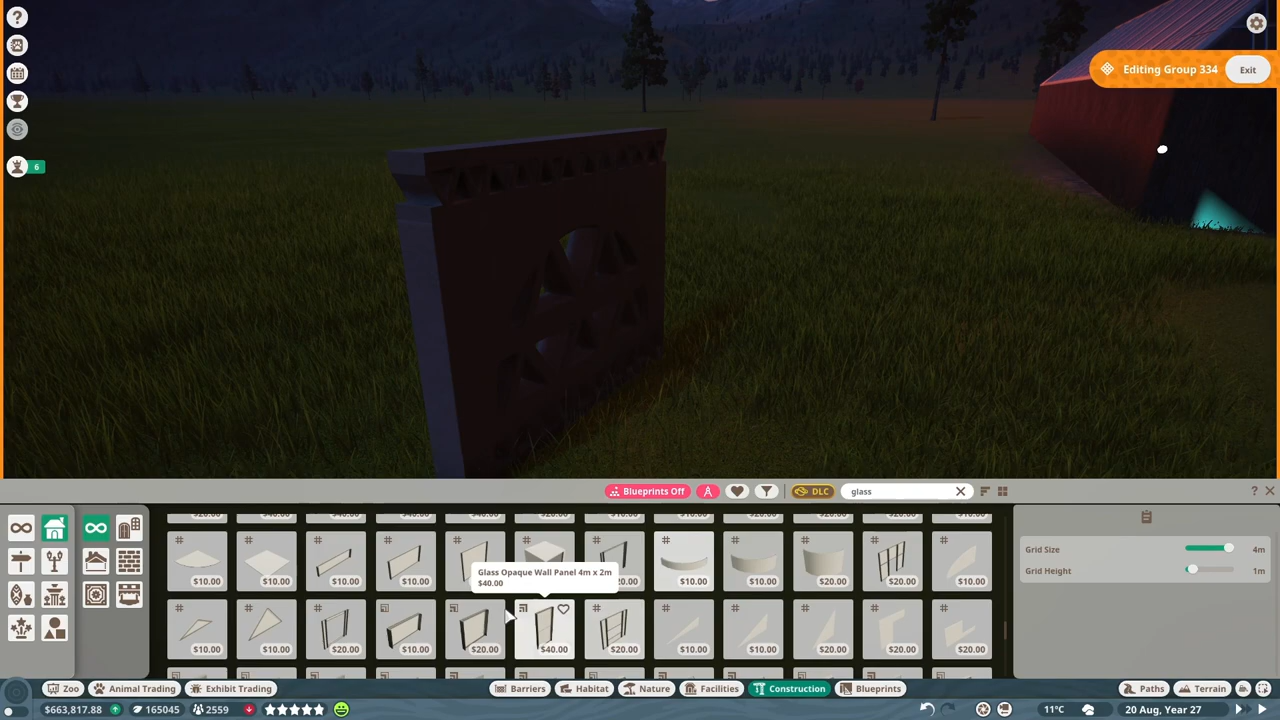 Editing Group 334
Exit
6
Blueprints Off
DLC
glass
$10.00
$10.00
$10.00
$10.00
20.00
$10.00
$10.00
$20.00
$10.00
$10.00
Glass Opaque Wall Panel 4m x 2m
$40.00
$10.00
$10.00
$20.00
$10.00
$20.00
$40.00
$20.00
$10.00
$10.00
$20.00
$20.00
$20.00
Grid Size
4m
Grid Height
1m
Zoo
Animal Trading
Exhibit Trading
Barriers
Habitat
Nature
Facilities
Construction
Blueprints
Paths
Terrain
$663,817.88
165045
2559
11°C
20 Aug, Year 27